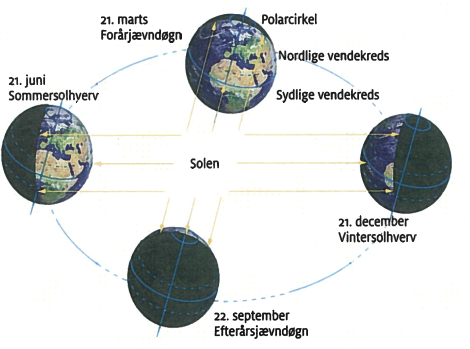 21. marts
Forårjævndøgn
Polarcirkel
Nordlige vendekreds
Sydlige vendekreds
21. juni
Sommersolhverv
Solen
21. december
Vintersolhverv
22. september
Efterårsjævndøgn